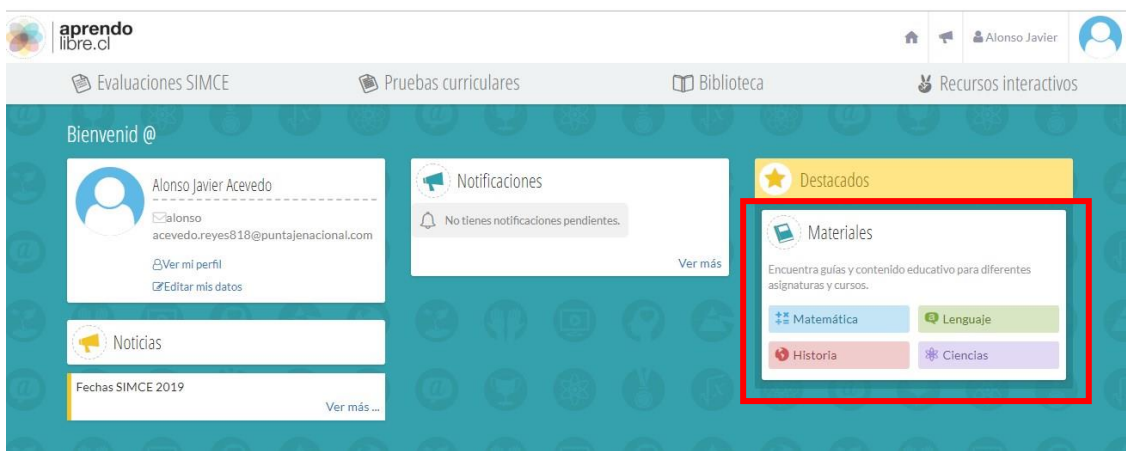 aprendo
libre.cl
Alonso Javier
Evaluaciones SIMCE
Pruebas curriculares
Biblioteca
Recursos interactivos
Bienvenid @
Alonso Javier Acevedo
alonso
acevedo.reyes818@puntajenacional.com
Ver mi perfil
Editar mis datos
Noticias
Fechas SIMCE 2019
Ver más ...
Notificaciones
No tienes notificaciones pendientes.
Ver más
Destacados
Materiales
Encuentra guías y contenido educativo para diferentes
asignaturas y cursos.
Matemática
Lenguaje
Historia
Ciencias